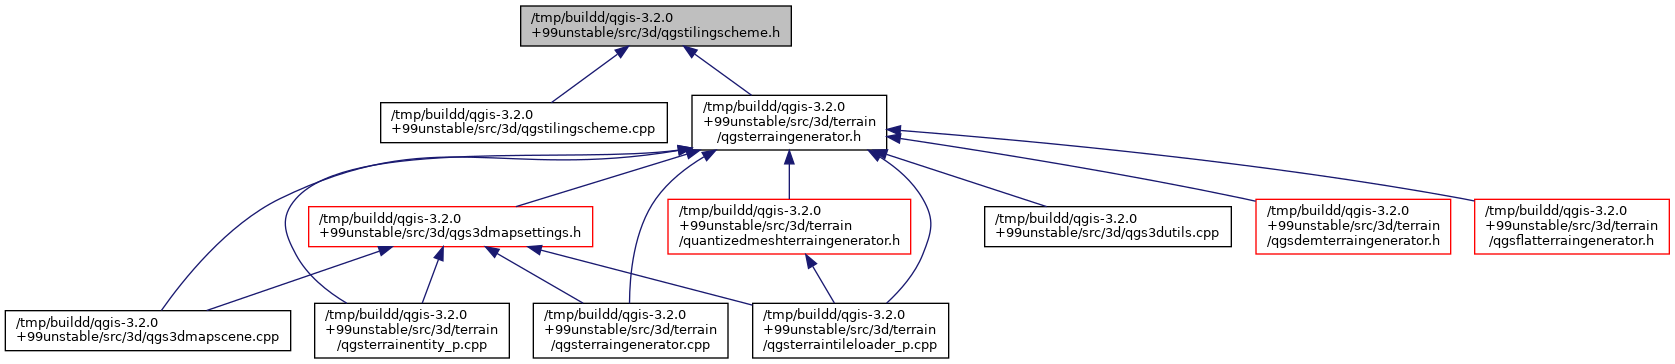 /tmp/buildd/qgis-3.2.0
+99unstable/src/3d/qgstilingscheme.h
/tmp/buildd/qgis-3.2.0
+99unstable/src/3d/qgstilingscheme.cpp
/tmp/buildd/qgis-3.2.0
+99unstable/src/3d/terrain
/qgsterraingenerator.h
/tmp/buildd/qgis-3.2.0
+99unstable/src/3d/qgs3dmapsettings.h
/tmp/buildd/qgis-3.2.0
+99unstable/src/3d/terrain
/quantizedmeshterraingenerator.h
/tmp/buildd/qgis-3.2.0
+99unstable/src/3d/qgs3dutils.cpp
/tmp/buildd/qgis-3.2.0
+99unstable/src/3d/terrain
/qgsdemterraingenerator.h
/tmp/buildd/qgis-3.2.0
+99unstable/src/3d/terrain
/qgsflatterraingenerator.h
/tmp/buildd/qgis-3.2.0
+99unstable/src/3d/qgs3dmapscene.cpp
/tmp/buildd/qgis-3.2.0
+99unstable/src/3d/terrain
/qgsterrainentity_p.cpp
/tmp/buildd/qgis-3.2.0
+99unstable/src/3d/terrain
/qgsterraingenerator.cpp
/tmp/buildd/qgis-3.2.0
+99unstable/src/3d/terrain
/qgsterraintileloader_p.cpp